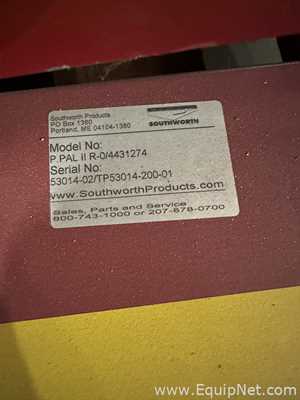 Southworth Products
PO Box 1380
Portland, ME 04104-1380
SOUTHWORTH
Model No:
P.PAL II R-0/4431274
Serial No:
53014-02/TP53014-200-01
www.SouthworthProducts.com
Sales, Parts and Service
800-743-1000 or 207-878-0700
www.EquipNet.com